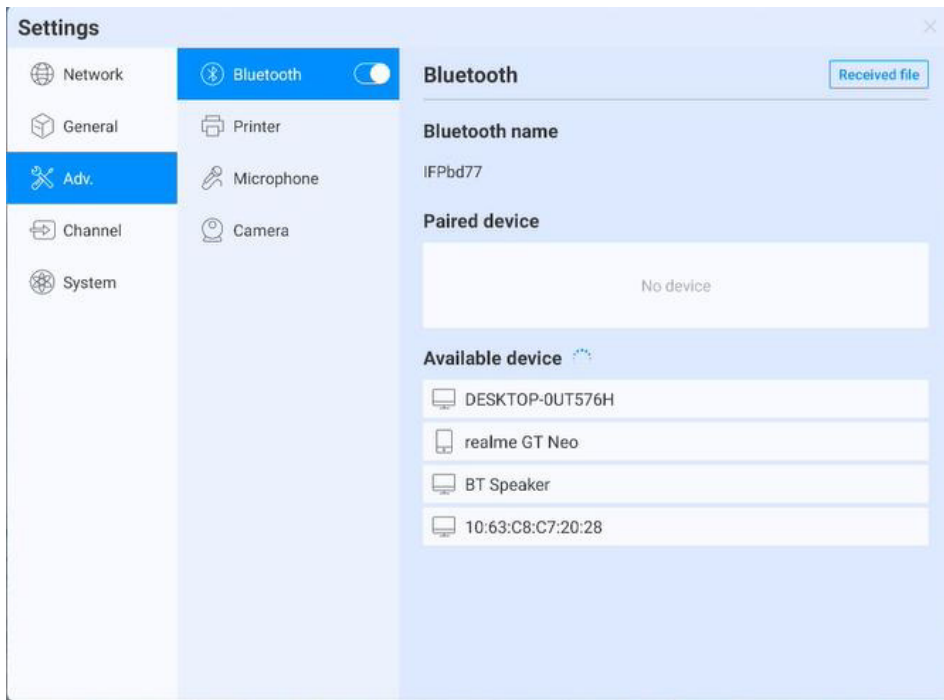 Settings
Network
General
Adv.
Channel
System
Bluetooth
Printer
Microphone
Camera
Bluetooth
Received file
Bluetooth name
IFPbd77
Paired device
No device
Available device
DESKTOP-0UT576H
realme GT Neo
BT Speaker
10:63:C8:C7:20:28